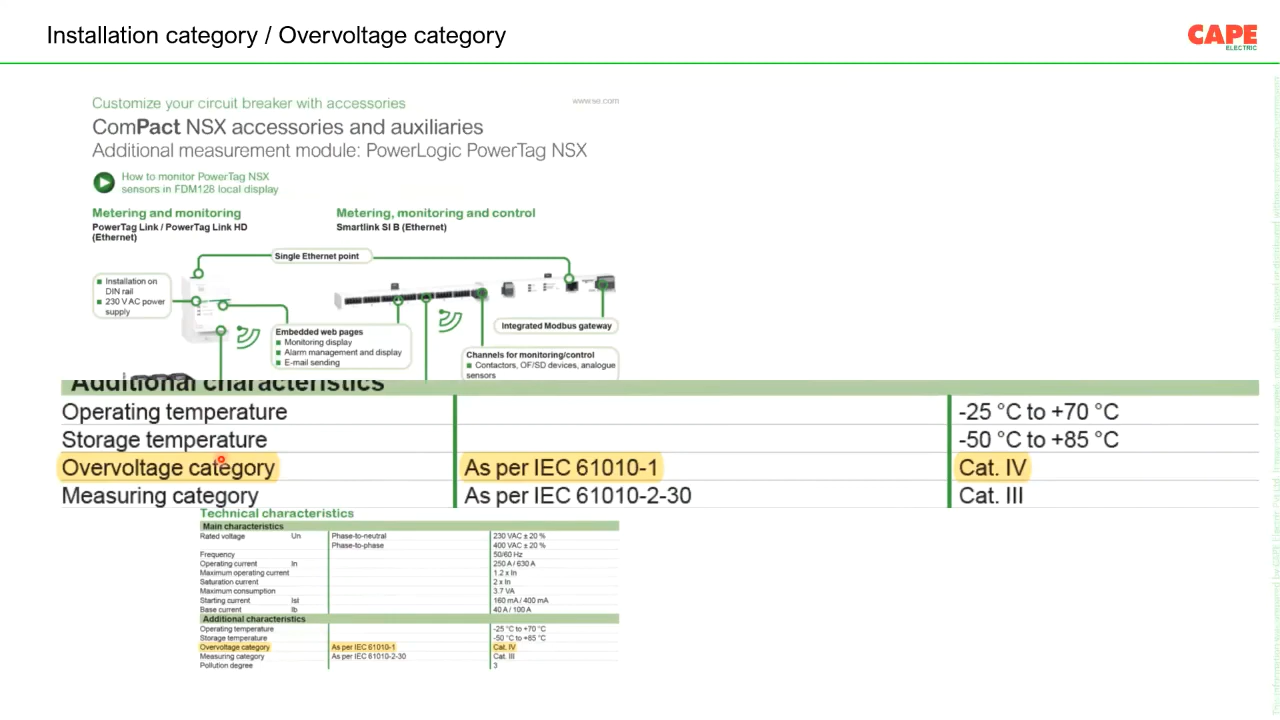 Installation category / Overvoltage category
CAPE
ELECTRIC
Customize your circuit breaker with accessories
www.se.com
ComPact NSX accessories and auxiliaries
Additional measurement module: PowerLogic PowerTag NSX
How to monitor PowerTag NSX
sensors in FDM128 local display
Metering and monitoring
PowerTag Link / PowerTag Link HD
(Ethernet)
Metering, monitoring and control
Smartlink SI B (Ethernet)
Single Ethernet point
■ Installation on
DIN rail
■ 230 V AC power
supply
Embedded web pages
■ Monitoring display
■ Alarm management and display
■ E-mail sending
Integrated Modbus gateway
Channels for monitoring/control
■ Contactors, OF/SD devices, analogue
sensors
Additional characteristics
Operating temperature -25 °C to +70 °C
Storage temperature -50 °C to +85 °C
Overvoltage category As per IEC 61010-1 Cat. IV
Measuring category As per IEC 61010-2-30 Cat. III
Technical characteristics
Main characteristics
Rated voltage Un Phase-to-neutral 230 VAC ± 20 %
Phase-to-phase 400 VAC ± 20 %
Frequency 50/60 Hz
Operating current In 250 A / 630 A
Maximum operating current 1.2 x In
Saturation current 2 x In
Maximum consumption 3.7 VA
Starting current Ist 160 mA / 400 mA
Base current Ib 40 A / 100 A
Additional characteristics
Operating temperature -25 °C to +70 °C
Storage temperature -50 °C to +85 °C
Overvoltage category As per IEC 61010-1 Cat. IV
Measuring category As per IEC 61010-2-30 Cat. III
Pollution degree 3